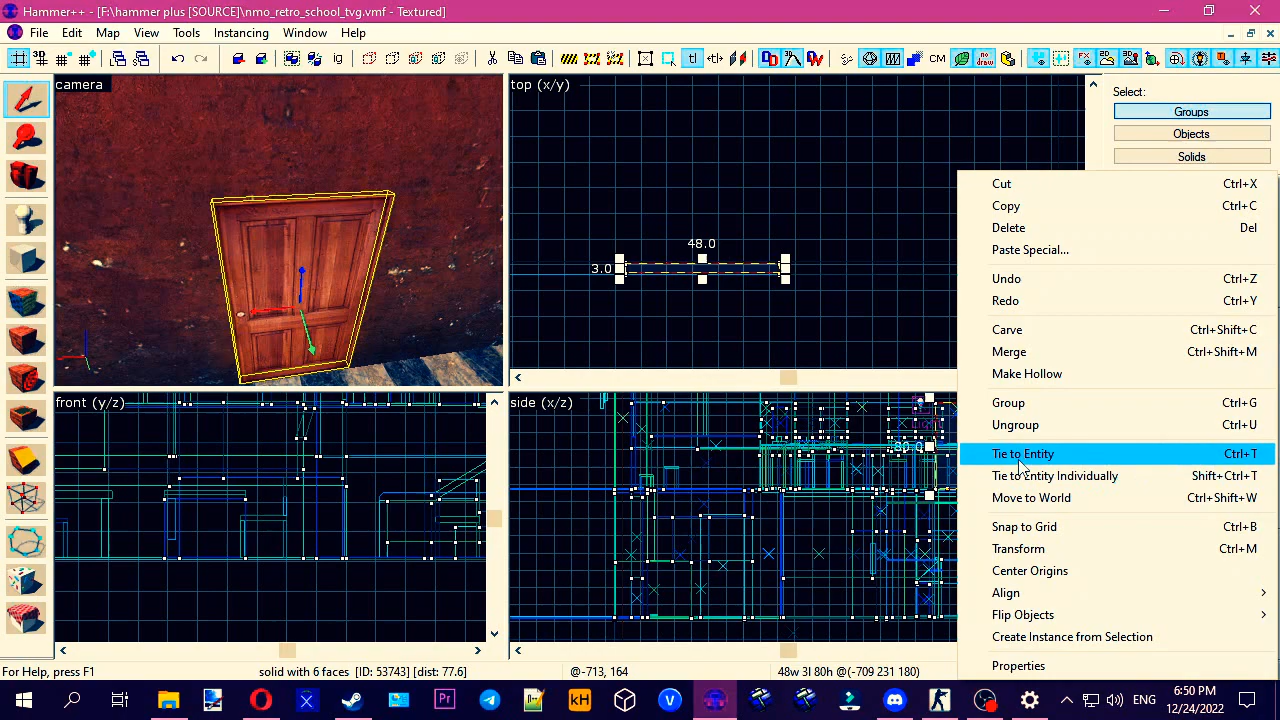 Hammer++ - [F:\hammer plus [SOURCE]\nmo_retro_school_tvg.vmf - Textured]
File Edit Map View Tools Instancing Window Help
camera
top (x/y)
Select:
Groups
Objects
Solids
48.0
3.0
front (y/z)
side (x/z)
80.0
Cut Ctrl+X
Copy Ctrl+C
Delete Del
Paste Special...
Undo Ctrl+Z
Redo Ctrl+Y
Carve Ctrl+Shift+C
Merge Ctrl+Shift+M
Make Hollow
Group Ctrl+G
Ungroup Ctrl+U
Tie to Entity Ctrl+T
Tie to Entity Individually Shift+Ctrl+T
Move to World Ctrl+Shift+W
Snap to Grid Ctrl+B
Transform Ctrl+M
Center Origins
Align
Flip Objects
Create Instance from Selection
Properties
For Help, press F1 solid with 6 faces [ID: 53743] [dist: 77.6] @-713, 164 48w 3l 80h @(-709 231 180)
Pr KH V ENG 6:50 PM
12/24/2022